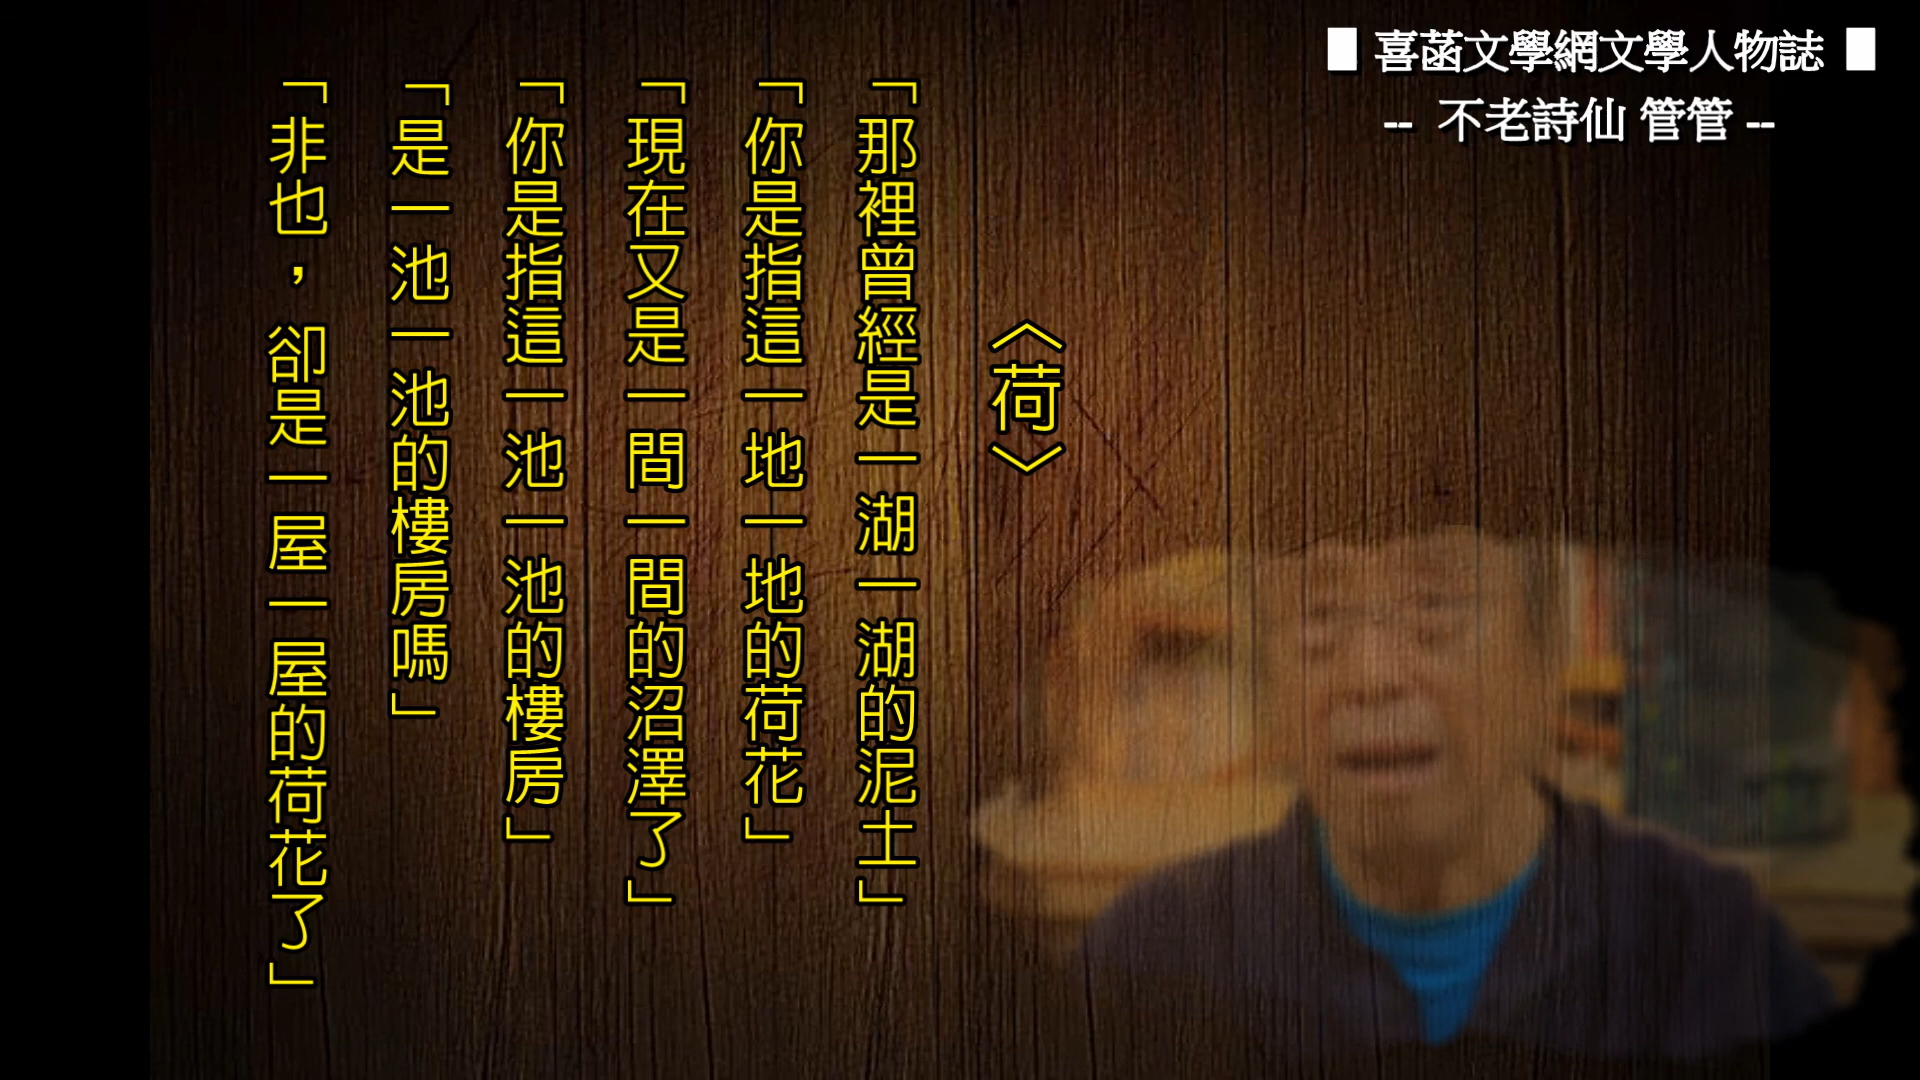 ▉ 喜菡文學網文學人物誌 ▉
-- 不老詩仙 管管 --
〈荷〉
「那裡曾經是一湖一湖的泥土」
「你是指這一地一地的荷花」
「現在又是一間一間的沼澤了」
「你是指這一池一池的樓房」
「是一池一池的樓房嗎」
「非也，卻是一屋一屋的荷花了」